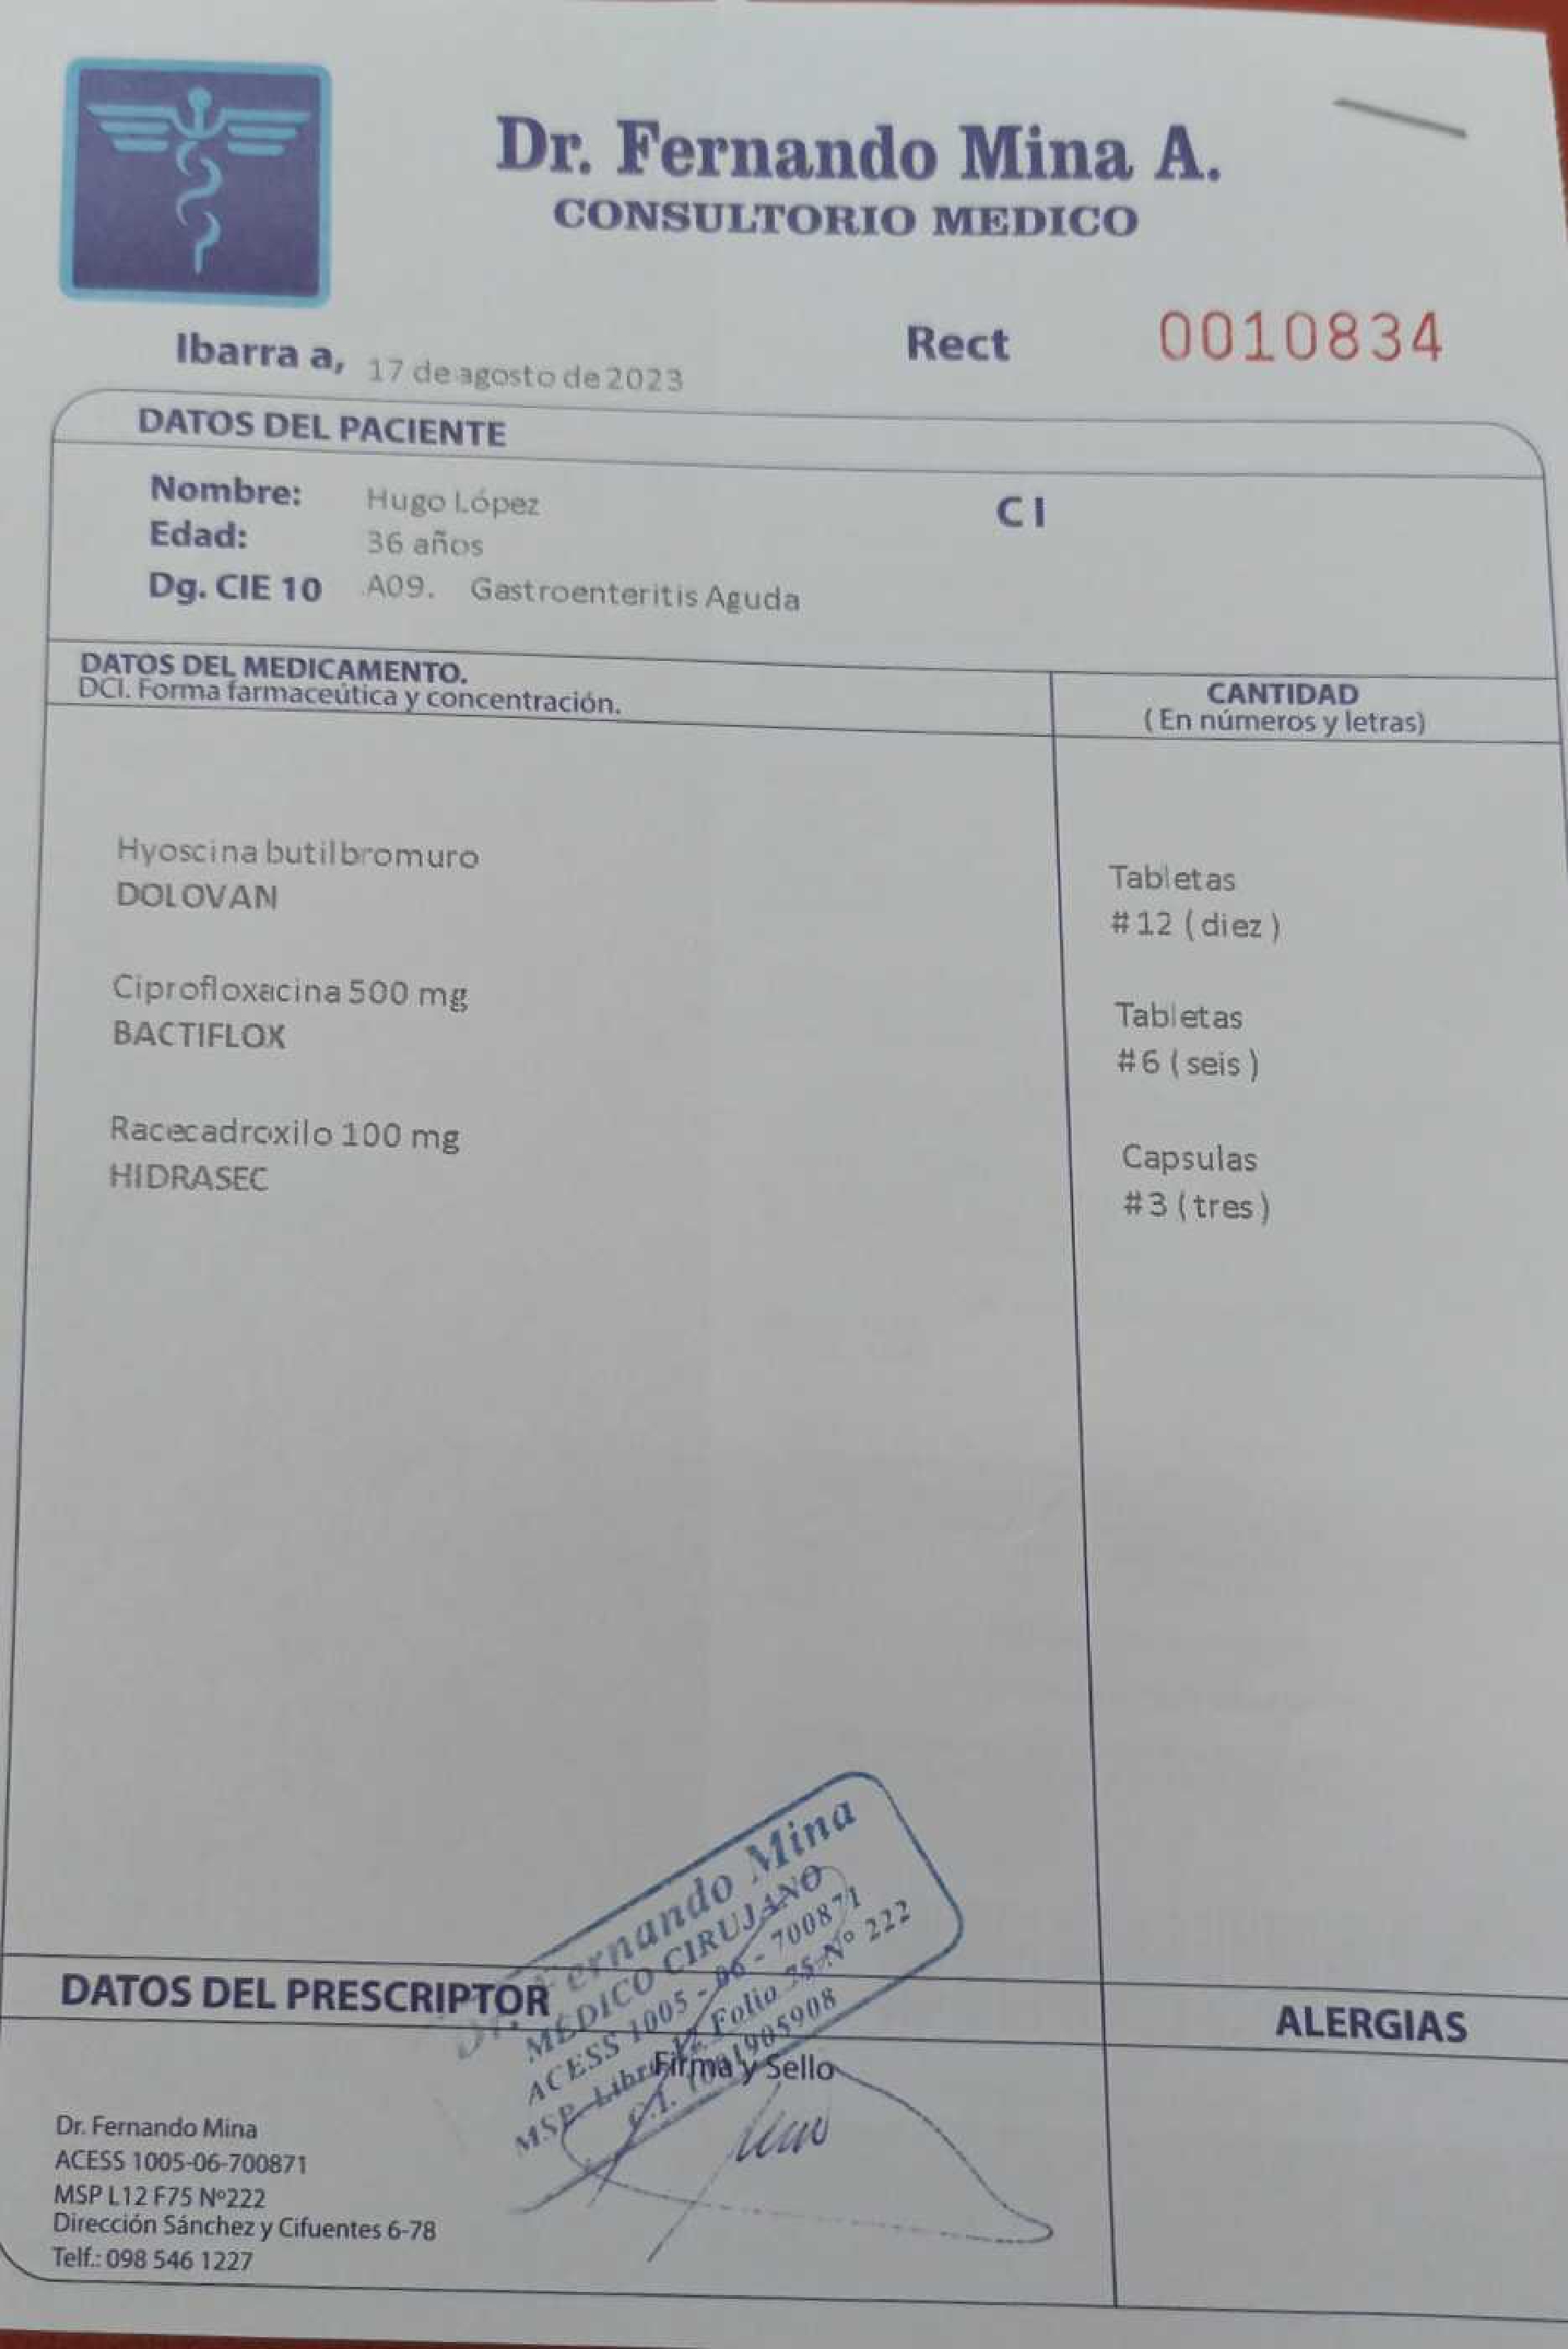 Dr. Fernando Mina A.
CONSULTORIO MEDICO
Rect 0010834
Ibarra a, 17 de agosto de 2023
DATOS DEL PACIENTE
Nombre: Hugo López
CI
Edad: 36 años
Dg. CIE 10 A09. Gastroenteritis Aguda
DATOS DEL MEDICAMENTO.
DCI. Forma farmaceútica y concentración.
CANTIDAD
( En números y letras)
Hyoscina butilbromuro
DOLOVAN
Tabletas
#12 ( diez )
Ciprofloxacina 500 mg
BACTIFLOX
Tabletas
#6 ( seis )
Racecadroxilo 100 mg
HIDRASEC
Capsulas
#3 ( tres )
Dr. Fernando Mina
MÉDICO CIRUJANO
ACESS 1005 - 06 - 700871
MSP. Libro Folio 75 Nº 222
C.I. 1001905908
DATOS DEL PRESCRIPTOR
ALERGIAS
Firma y Sello
Dr. Fernando Mina
ACESS 1005-06-700871
MSP L12 F75 Nº222
Dirección Sánchez y Cifuentes 6-78
Telf.: 098 546 1227